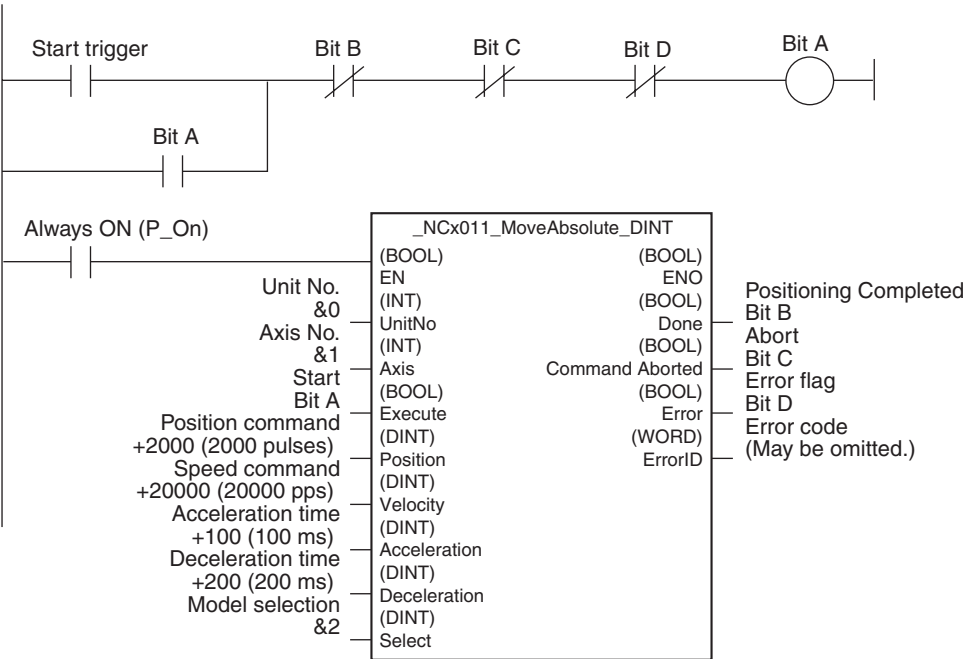 Start trigger
Bit B
Bit C
Bit D
Bit A
Bit A
Always ON (P_On)
_NCx011_MoveAbsolute_DINT
(BOOL)
EN
(BOOL)
ENO
Unit No.
&0
(INT)
UnitNo
(BOOL)
Done
Positioning Completed
Bit B
Axis No.
&1
(INT)
Axis
(BOOL)
Command Aborted
Abort
Bit C
Start
Bit A
(BOOL)
Execute
(BOOL)
Error
Error flag
Bit D
Position command
+2000 (2000 pulses)
(DINT)
Position
(WORD)
ErrorID
Error code
(May be omitted.)
Speed command
+20000 (20000 pps)
(DINT)
Velocity
Acceleration time
+100 (100 ms)
(DINT)
Acceleration
Deceleration time
+200 (200 ms)
(DINT)
Deceleration
Model selection
&2
(DINT)
Select